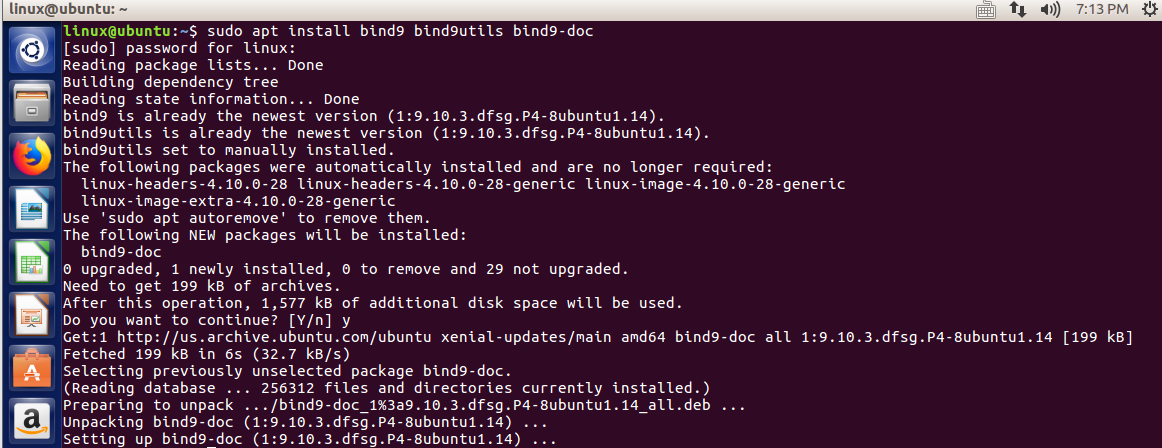 linux@ubuntu: ~
7:13 PM
linux@ubuntu:~$ sudo apt install bind9 bind9utils bind9-doc
[sudo] password for linux:
Reading package lists... Done
Building dependency tree
Reading state information... Done
bind9 is already the newest version (1:9.10.3.dfsg.P4-8ubuntu1.14).
bind9utils is already the newest version (1:9.10.3.dfsg.P4-8ubuntu1.14).
bind9utils set to manually installed.
The following packages were automatically installed and are no longer required:
  linux-headers-4.10.0-28 linux-headers-4.10.0-28-generic linux-image-4.10.0-28-generic
  linux-image-extra-4.10.0-28-generic
Use 'sudo apt autoremove' to remove them.
The following NEW packages will be installed:
  bind9-doc
0 upgraded, 1 newly installed, 0 to remove and 29 not upgraded.
Need to get 199 kB of archives.
After this operation, 1,577 kB of additional disk space will be used.
Do you want to continue? [Y/n] y
Get:1 http://us.archive.ubuntu.com/ubuntu xenial-updates/main amd64 bind9-doc all 1:9.10.3.dfsg.P4-8ubuntu1.14 [199 kB]
Fetched 199 kB in 6s (32.7 kB/s)
Selecting previously unselected package bind9-doc.
(Reading database ... 256312 files and directories currently installed.)
Preparing to unpack .../bind9-doc_1%3a9.10.3.dfsg.P4-8ubuntu1.14_all.deb ...
Unpacking bind9-doc (1:9.10.3.dfsg.P4-8ubuntu1.14) ...
Setting up bind9-doc (1:9.10.3.dfsg.P4-8ubuntu1.14) ...